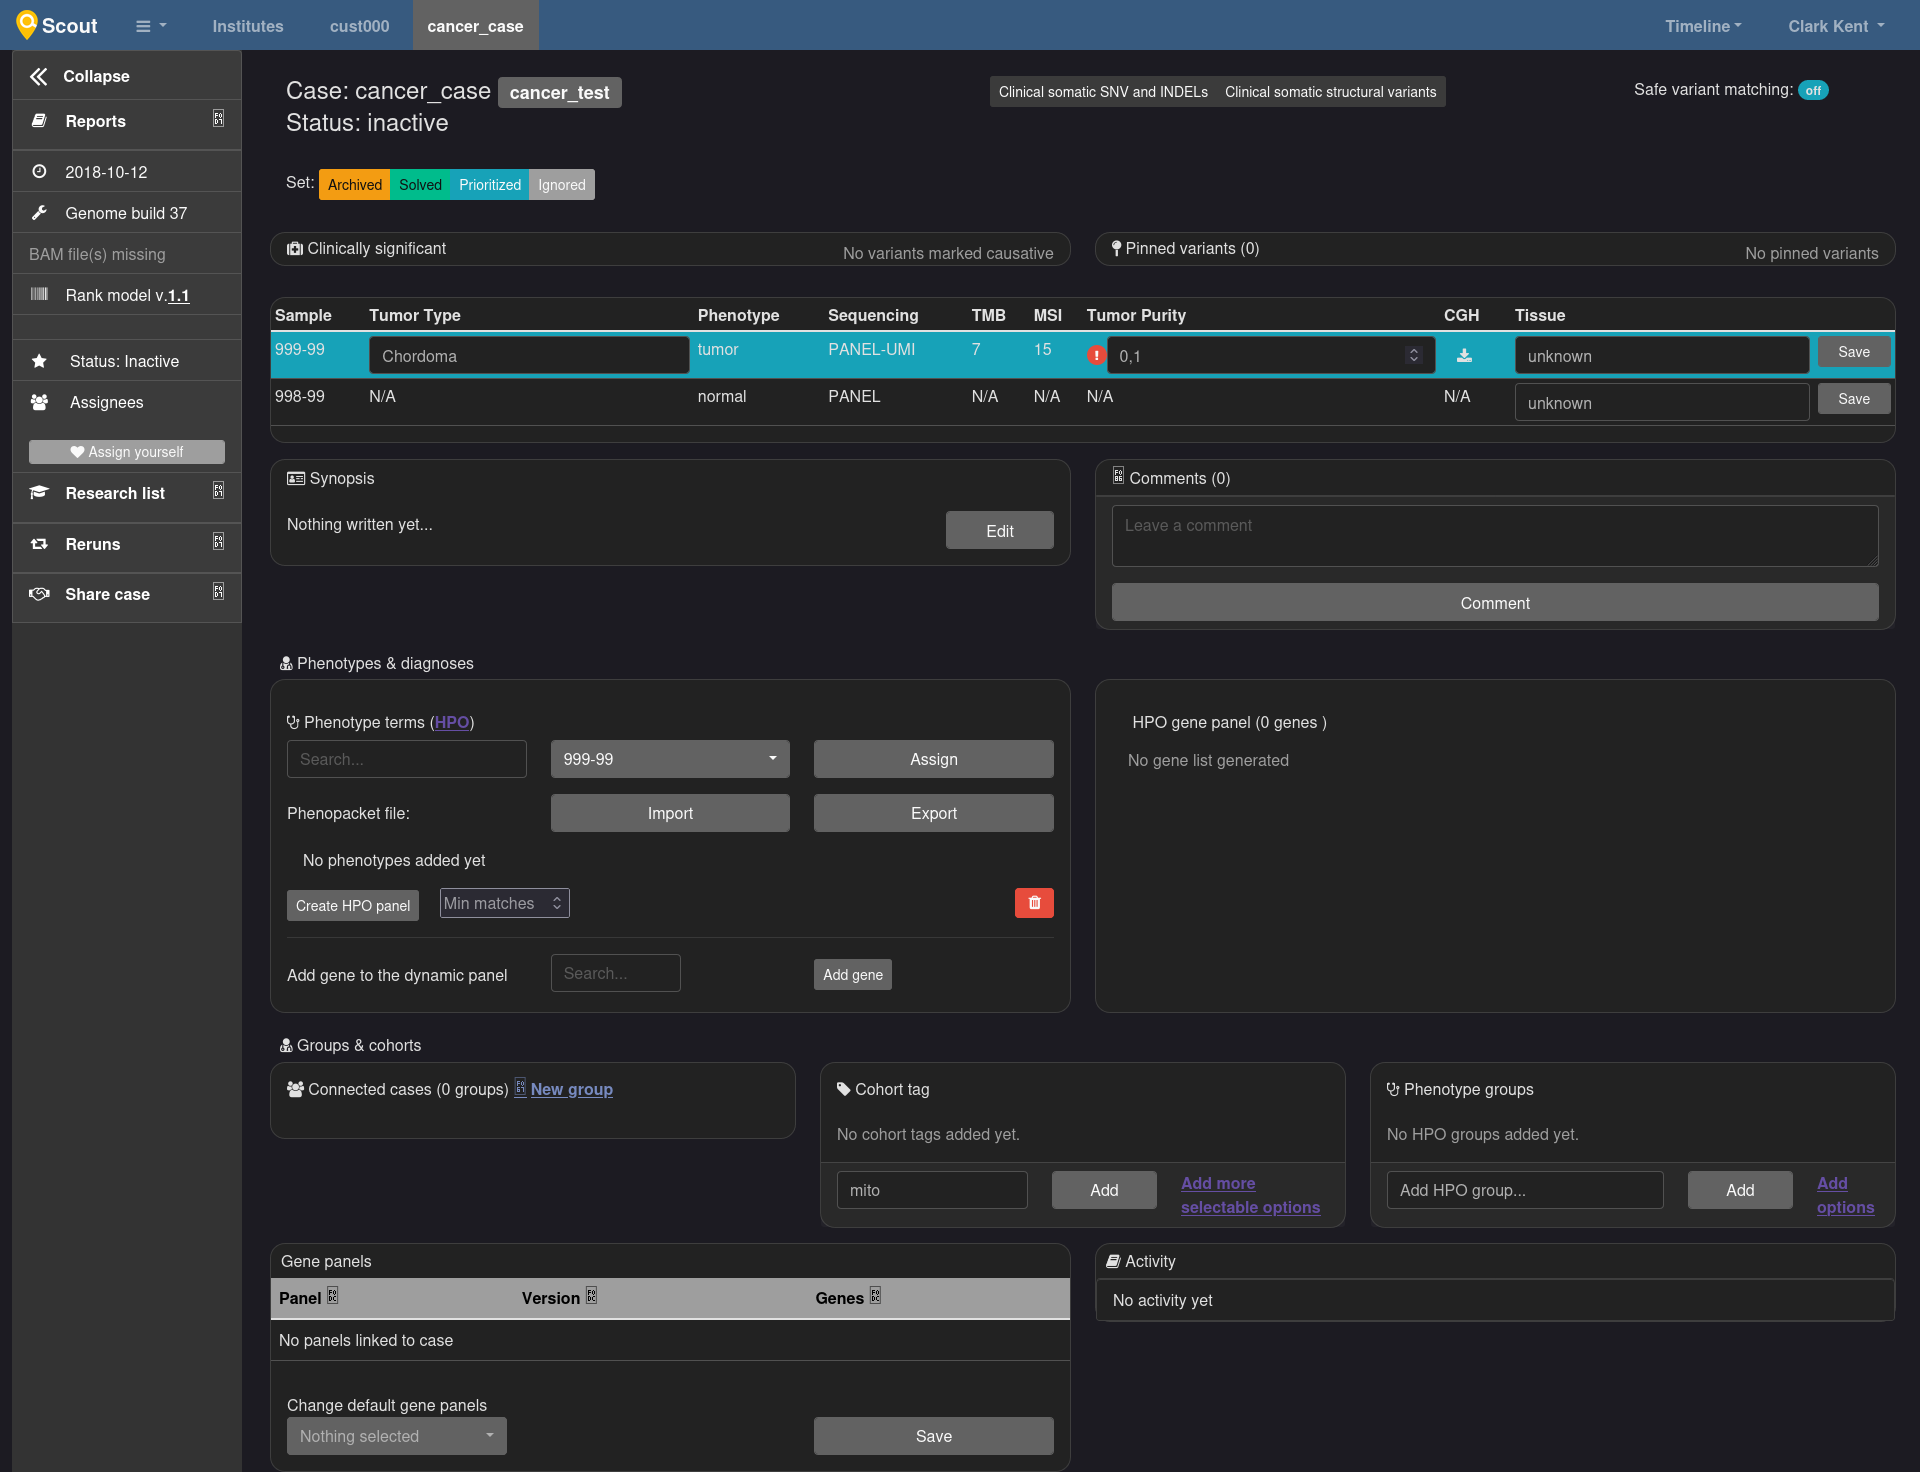 Scout
Institutes
cust000
cancer_case
Timeline
Clark Kent
Collapse
Reports
2018-10-12
Genome build 37
BAM file(s) missing
Rank model v.1.1
Status: Inactive
Assignees
Assign yourself
Research list
Reruns
Share case
Case: cancer_case cancer_test
Status: inactive
Clinical somatic SNV and INDELs Clinical somatic structural variants
Safe variant matching: off
Set: Archived Solved Prioritized Ignored
Clinically significant No variants marked causative
Pinned variants (0) No pinned variants
Sample Tumor Type Phenotype Sequencing TMB MSI Tumor Purity CGH Tissue
999-99 Chordoma tumor PANEL-UMI 7 15 0,1 unknown Save
998-99 N/A normal PANEL N/A N/A N/A N/A unknown Save
Synopsis
Nothing written yet...
Edit
Comments (0)
Leave a comment
Comment
Phenotypes & diagnoses
Phenotype terms (HPO)
Search... 999-99 Assign
Phenopacket file: Import Export
No phenotypes added yet
Create HPO panel Min matches
Add gene to the dynamic panel Search... Add gene
HPO gene panel (0 genes )
No gene list generated
Groups & cohorts
Connected cases (0 groups) New group
Cohort tag
No cohort tags added yet.
mito Add Add more
selectable options
Phenotype groups
No HPO groups added yet.
Add HPO group... Add Add
options
Gene panels
Panel Version Genes
No panels linked to case
Change default gene panels
Nothing selected Save
Activity
No activity yet